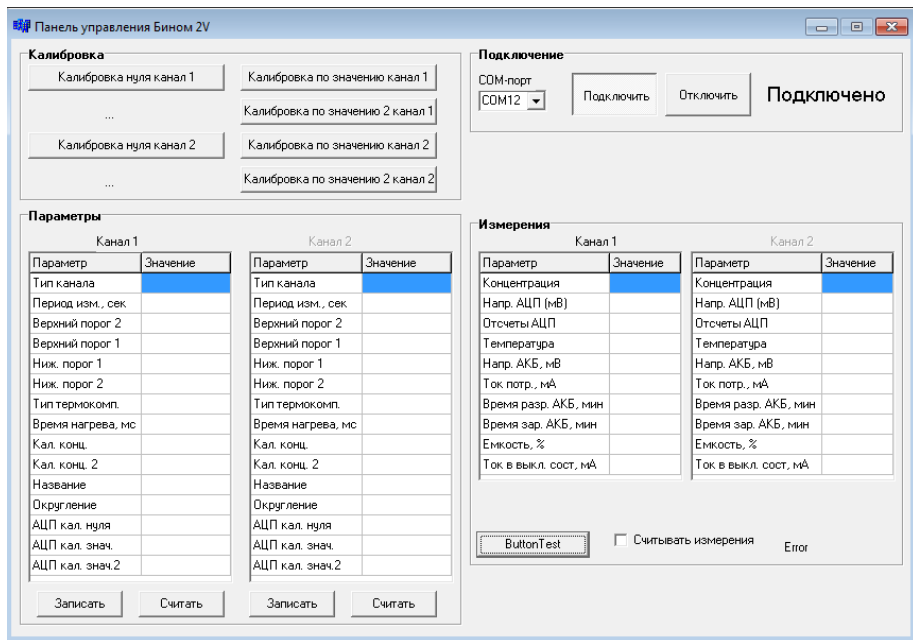 Панель управления Бином 2V
Калибровка
Калибровка нуля канал 1
Калибровка по значению канал 1
...
Калибровка по значению 2 канал 1
Калибровка нуля канал 2
Калибровка по значению канал 2
...
Калибровка по значению 2 канал 2
Подключение
COM-порт
COM12
Подключить
Отключить
Подключено
Параметры
Канал 1
Параметр Значение
Тип канала
Период изм., сек
Верхний порог 2
Верхний порог 1
Ниж. порог 1
Ниж. порог 2
Тип термокомп.
Время нагрева, мс
Кал. конц.
Кал. конц. 2
Название
Округление
АЦП кал. нуля
АЦП кал. знач.
АЦП кал. знач.2
Записать
Считать
Канал 2
Параметр Значение
Тип канала
Период изм., сек
Верхний порог 2
Верхний порог 1
Ниж. порог 1
Ниж. порог 2
Тип термокомп.
Время нагрева, мс
Кал. конц.
Кал. конц. 2
Название
Округление
АЦП кал. нуля
АЦП кал. знач.
АЦП кал. знач.2
Записать
Считать
Измерения
Канал 1
Параметр Значение
Концентрация
Напр. АЦП (мВ)
Отсчеты АЦП
Температура
Напр. АКБ, мВ
Ток потр., мА
Время разр. АКБ, мин
Время зар. АКБ, мин
Емкость, %
Ток в выкл. сост, мА
Канал 2
Параметр Значение
Концентрация
Напр. АЦП (мВ)
Отсчеты АЦП
Температура
Напр. АКБ, мВ
Ток потр., мА
Время разр. АКБ, мин
Время зар. АКБ, мин
Емкость, %
Ток в выкл. сост, мА
ButtonTest
Считывать измерения
Error